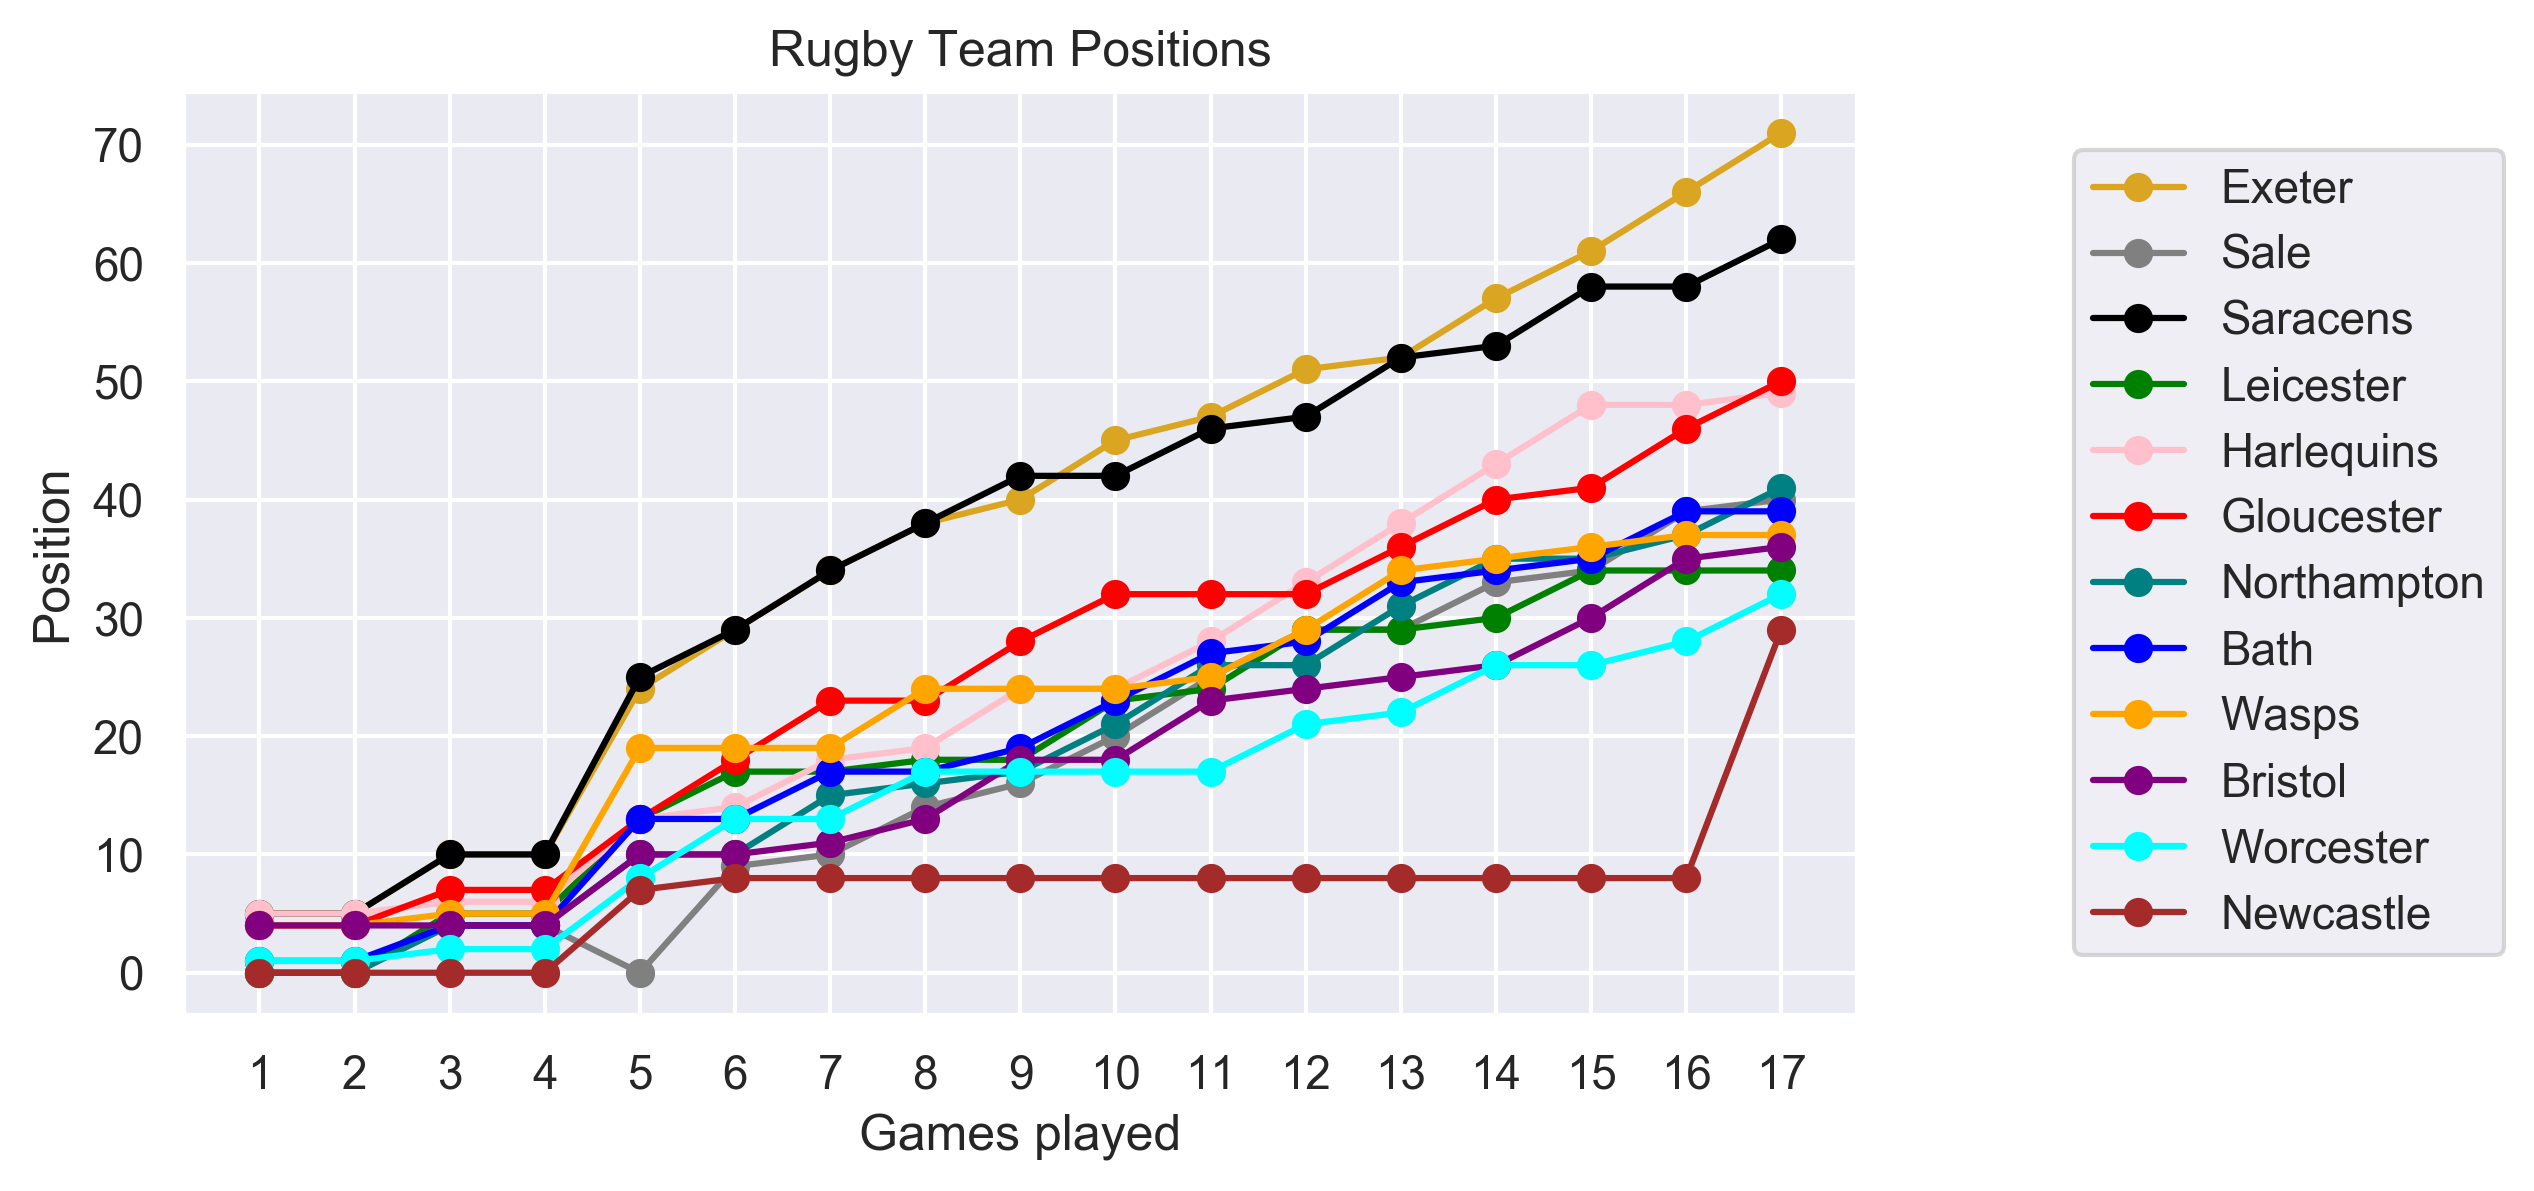 Rugby Team Positions
70
60
50
40
30
20
10
0
Position
1 2 3 4 5 6 7 8 9 10 11 12 13 14 15 16 17
Games played
Exeter
Sale
Saracens
Leicester
Harlequins
Gloucester
Northampton
Bath
Wasps
Bristol
Worcester
Newcastle